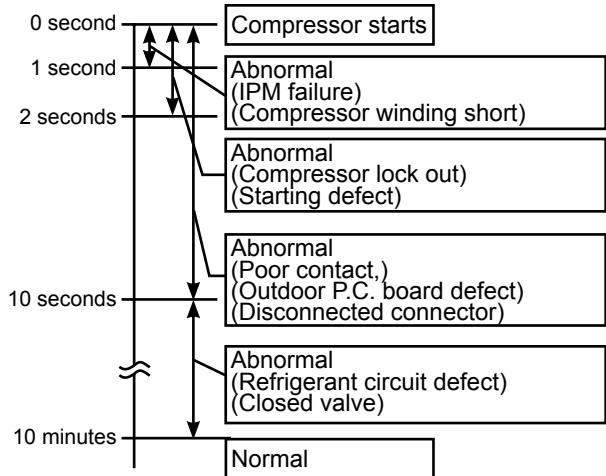 0 second
Compressor starts
1 second
Abnormal
(IPM failure)
(Compressor winding short)
2 seconds
Abnormal
(Compressor lock out)
(Starting defect)
Abnormal
(Poor contact,)
(Outdoor P.C. board defect)
(Disconnected connector)
10 seconds
Abnormal
(Refrigerant circuit defect)
(Closed valve)
10 minutes
Normal